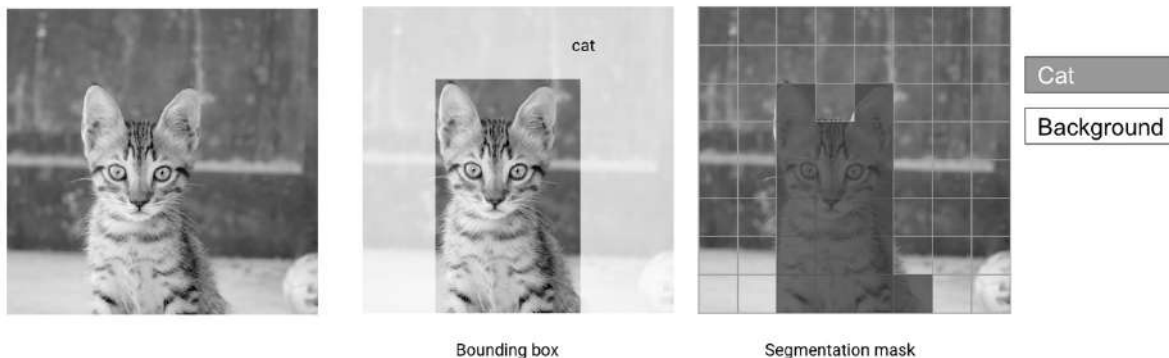 cat
Cat
Background
Bounding box
Segmentation mask